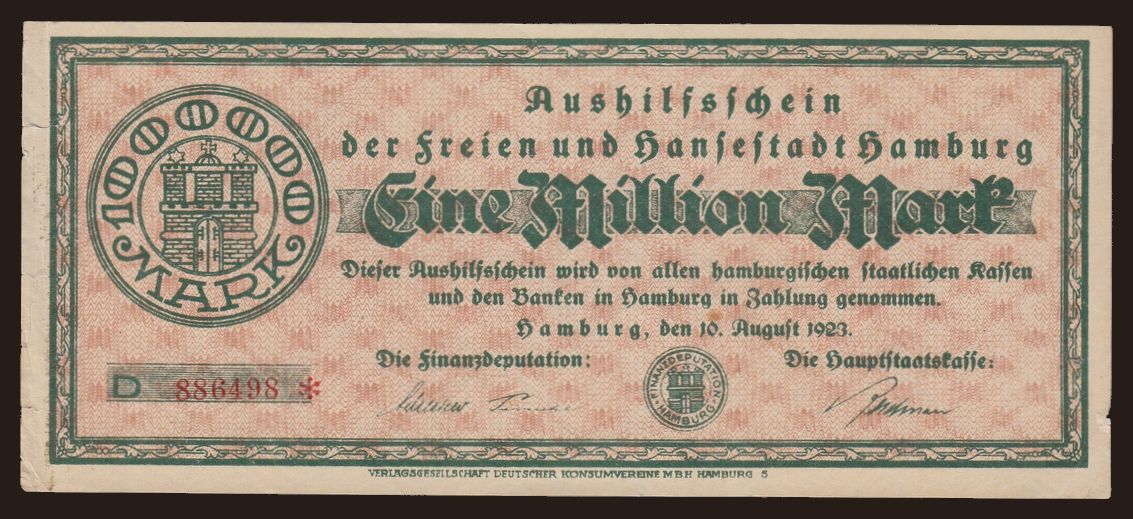 1000000
MARK
Aushilfsschein
der Freien und Hansestadt Hamburg
Eine Million Mark
Dieser Aushilfsschein wird von allen hamburgischen staatlichen Kassen
und den Banken in Hamburg in Zahlung genommen.
Hamburg, den 10. August 1923.
Die Finanzdeputation:
Die Hauptstaatskasse:
D 886498 *
FINANZDEPUTATION HAMBURG
VERLAGSGESELLSCHAFT DEUTSCHER KONSUMVEREINE M B H HAMBURG 5